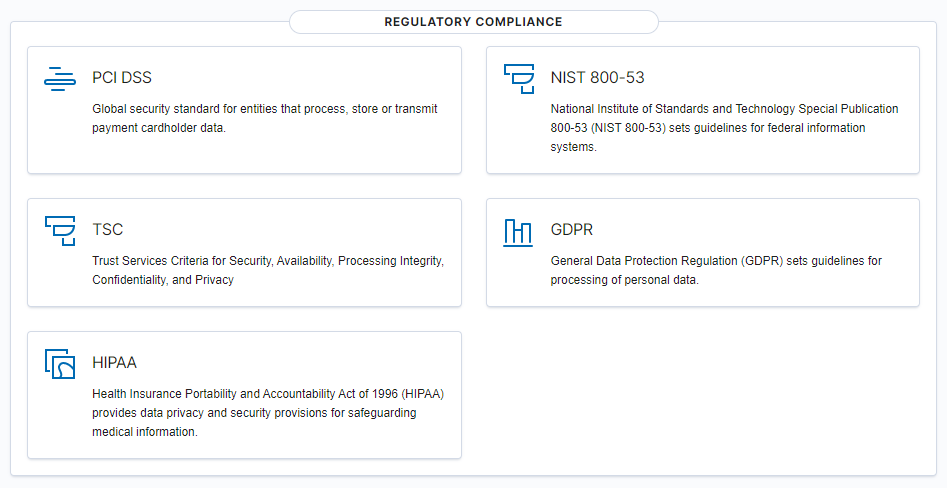 REGULATORY COMPLIANCE
PCI DSS
Global security standard for entities that process, store or transmit
payment cardholder data.
NIST 800-53
National Institute of Standards and Technology Special Publication
800-53 (NIST 800-53) sets guidelines for federal information
systems.
TSC
Trust Services Criteria for Security, Availability, Processing Integrity,
Confidentiality, and Privacy
GDPR
General Data Protection Regulation (GDPR) sets guidelines for
processing of personal data.
HIPAA
Health Insurance Portability and Accountability Act of 1996 (HIPAA)
provides data privacy and security provisions for safeguarding
medical information.